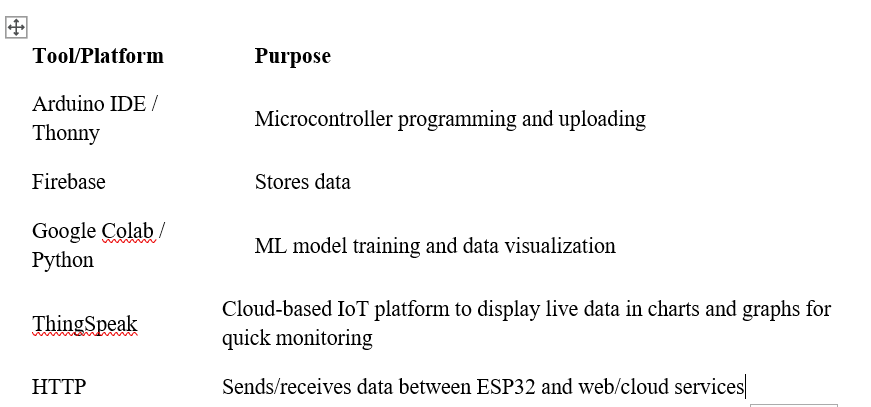 Tool/Platform Purpose
Arduino IDE /
Thonny
Microcontroller programming and uploading
Firebase Stores data
Google Colab /
Python
ML model training and data visualization
ThingSpeak
Cloud-based IoT platform to display live data in charts and graphs for
quick monitoring
HTTP Sends/receives data between ESP32 and web/cloud services